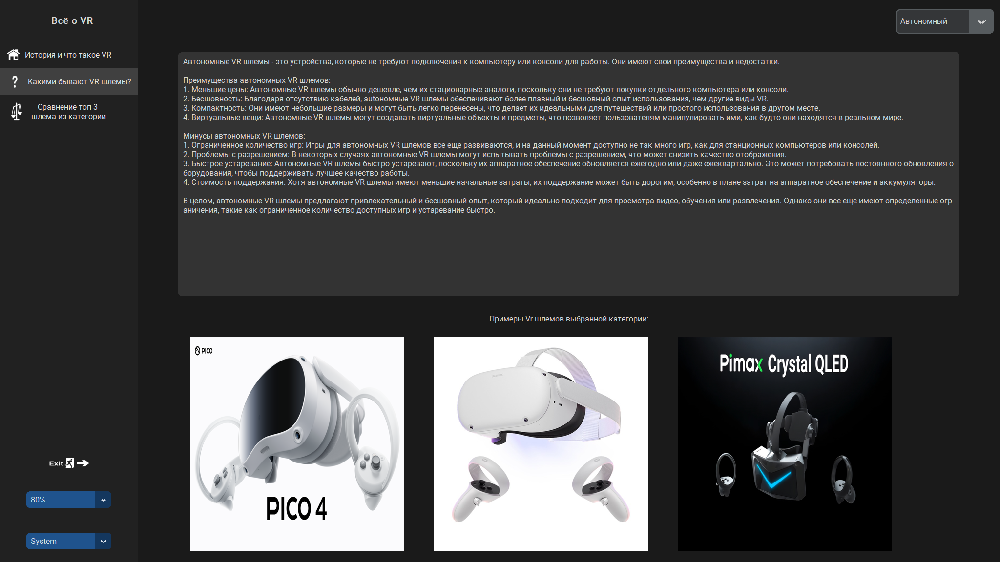 Всё о VR
История и что такое VR
Какими бывают VR шлемы?
Сравнение топ 3
шлема из категории
Exit
80%
System
Автономный
Автономные VR шлемы - это устройства, которые не требуют подключения к компьютеру или консоли для работы. Они имеют свои преимущества и недостатки.
Преимущества автономных VR шлемов:
1. Меньшие цены: Автономные VR шлемы обычно дешевле, чем их стационарные аналоги, поскольку они не требуют покупки отдельного компьютера или консоли.
2. Бесшовность: Благодаря отсутствию кабелей, autономные VR шлемы обеспечивают более плавный и бесшовный опыт использования, чем другие виды VR.
3. Компактность: Они имеют небольшие размеры и могут быть легко перенесены, что делает их идеальными для путешествий или простого использования в другом месте.
4. Виртуальные вещи: Автономные VR шлемы могут создавать виртуальные объекты и предметы, что позволяет пользователям манипулировать ими, как будто они находятся в реальном мире.
Минусы автономных VR шлемов:
1. Ограниченное количество игр: Игры для автономных VR шлемов все еще развиваются, и на данный момент доступно не так много игр, как для станционных компьютеров или консолей.
2. Проблемы с разрешением: В некоторых случаях автономные VR шлемы могут испытывать проблемы с разрешением, что может снизить качество отображения.
3. Быстрое устаревание: Автономные VR шлемы быстро устаревают, поскольку их аппаратное обеспечение обновляется ежегодно или даже ежеквартально. Это может потребовать постоянного обновления о
борудования, чтобы поддерживать лучшее качество работы.
4. Стоимость поддержания: Хотя автономные VR шлемы имеют меньшие начальные затраты, их поддержание может быть дорогим, особенно в плане затрат на аппаратное обеспечение и аккумуляторы.
В целом, автономные VR шлемы предлагают привлекательный и бесшовный опыт, который идеально подходит для просмотра видео, обучения или развлечения. Однако они все еще имеют определенные огр
аничения, такие как ограниченное количество доступных игр и устаревание быстро.
Примеры Vr шлемов выбранной категории:
PICO
PICO 4
Pimax Crystal QLED